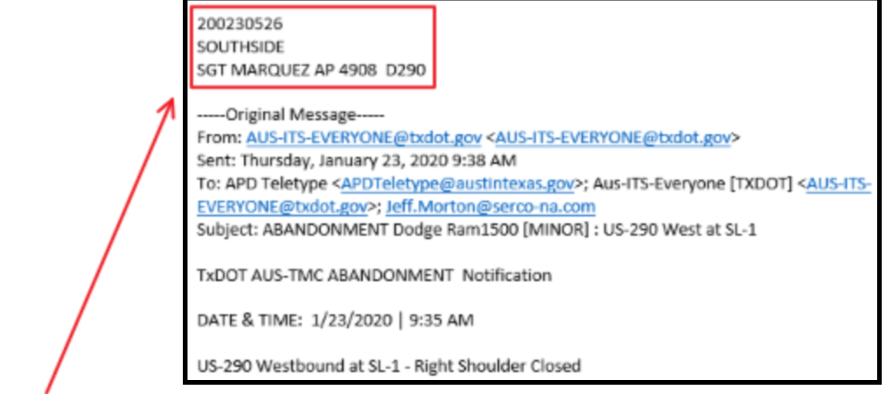 200230526
SOUTHSIDE
SGT MARQUEZ AP 4908  D290
-----Original Message-----
From: AUS-ITS-EVERYONE@txdot.gov <AUS-ITS-EVERYONE@txdot.gov>
Sent: Thursday, January 23, 2020 9:38 AM
To: APD Teletype <APDTeletype@austintexas.gov>; Aus-ITS-Everyone [TXDOT] <AUS-ITS-
EVERYONE@txdot.gov>; Jeff.Morton@serco-na.com
Subject: ABANDONMENT Dodge Ram1500 [MINOR] : US-290 West at SL-1
TxDOT AUS-TMC ABANDONMENT  Notification
DATE & TIME:  1/23/2020 | 9:35 AM
US-290 Westbound at SL-1 - Right Shoulder Closed